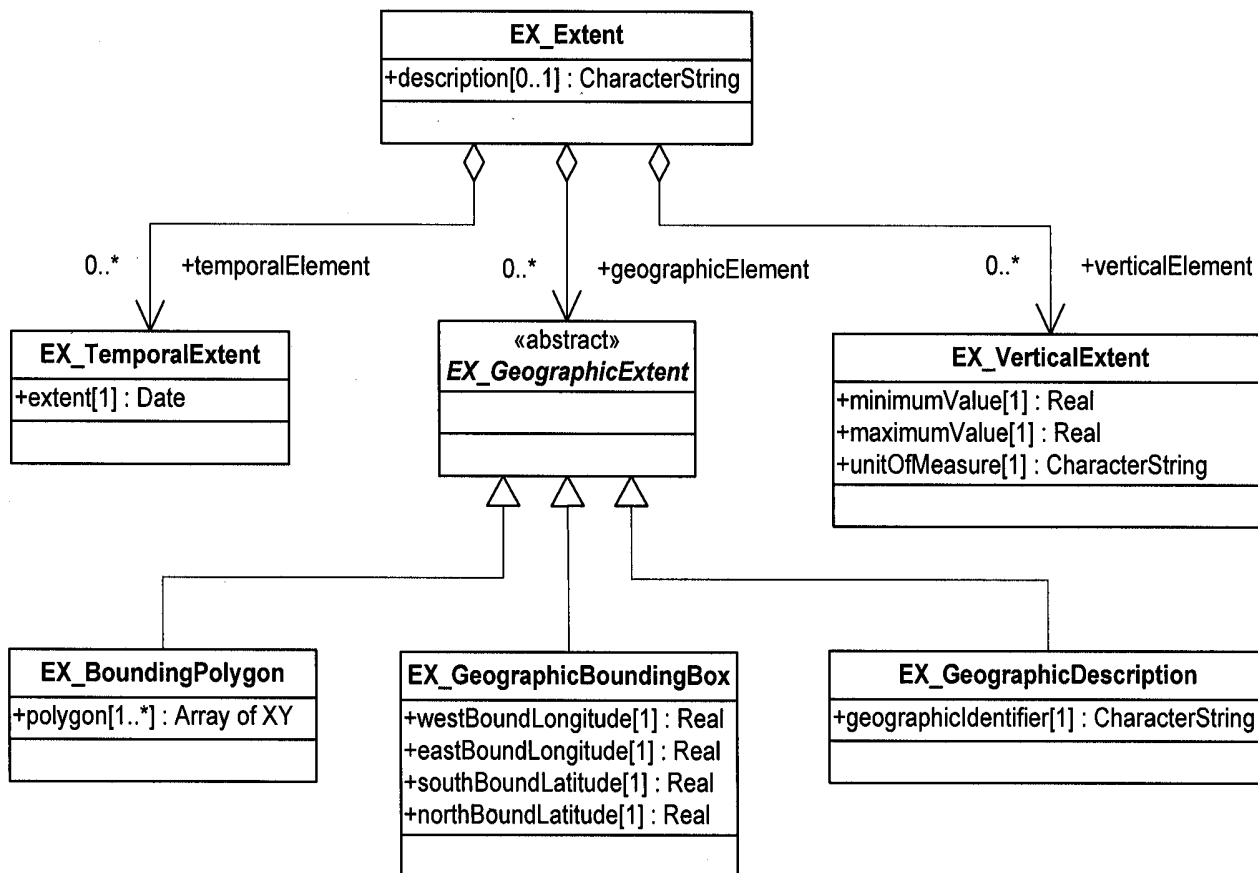 EX_Extent
+description[0..1] : CharacterString
0..*
+temporalElement
0..*
+geographicElement
0..*
+verticalElement
EX_TemporalExtent
+extent[1] : Date
«abstract»
EX_GeographicExtent
EX_VerticalExtent
+minimumValue[1] : Real
+maximumValue[1] : Real
+unitOfMeasure[1] : CharacterString
EX_BoundingPolygon
+polygon[1..*] : Array of XY
EX_GeographicBoundingBox
+westBoundLongitude[1] : Real
+eastBoundLongitude[1] : Real
+southBoundLatitude[1] : Real
+northBoundLatitude[1] : Real
EX_GeographicDescription
+geographicIdentifier[1] : CharacterString